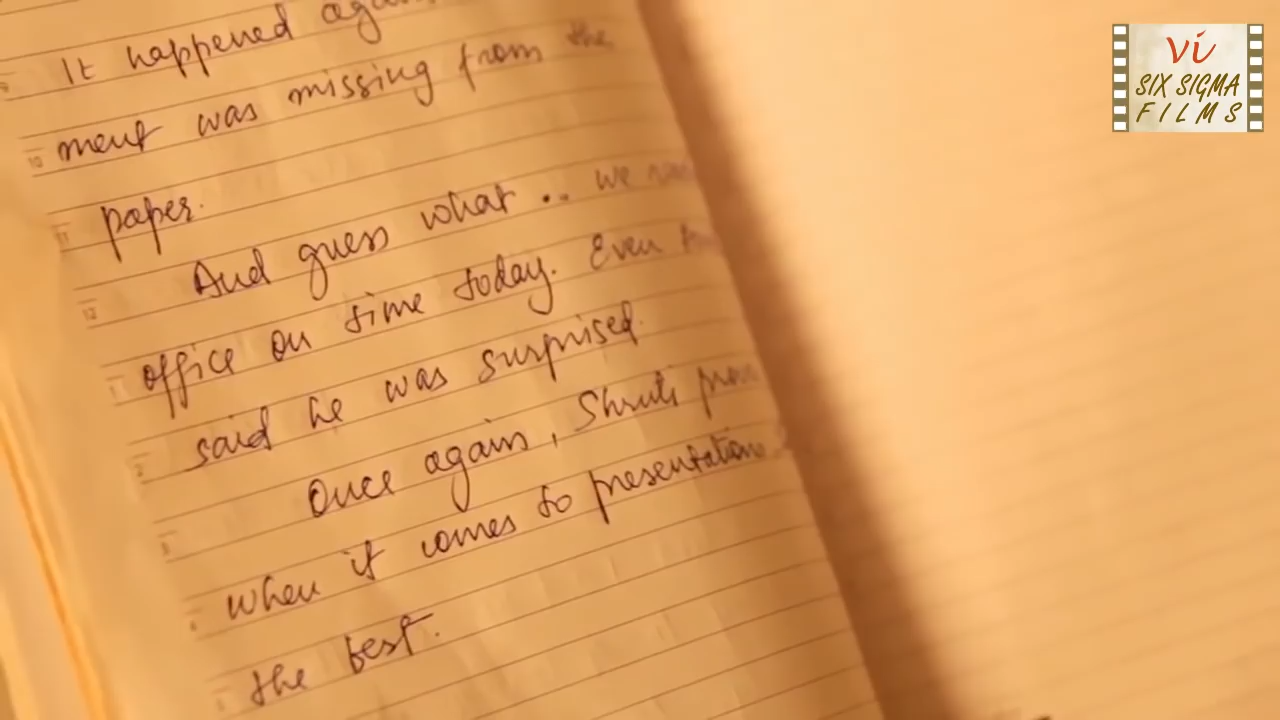 It happened again
ment was missing from the
paper.
And guess what .. we
office on time today. Even
said he was surprised.
Once again, Shruti
when it comes to presentation
the best.
vi
SIX SIGMA
FILMS